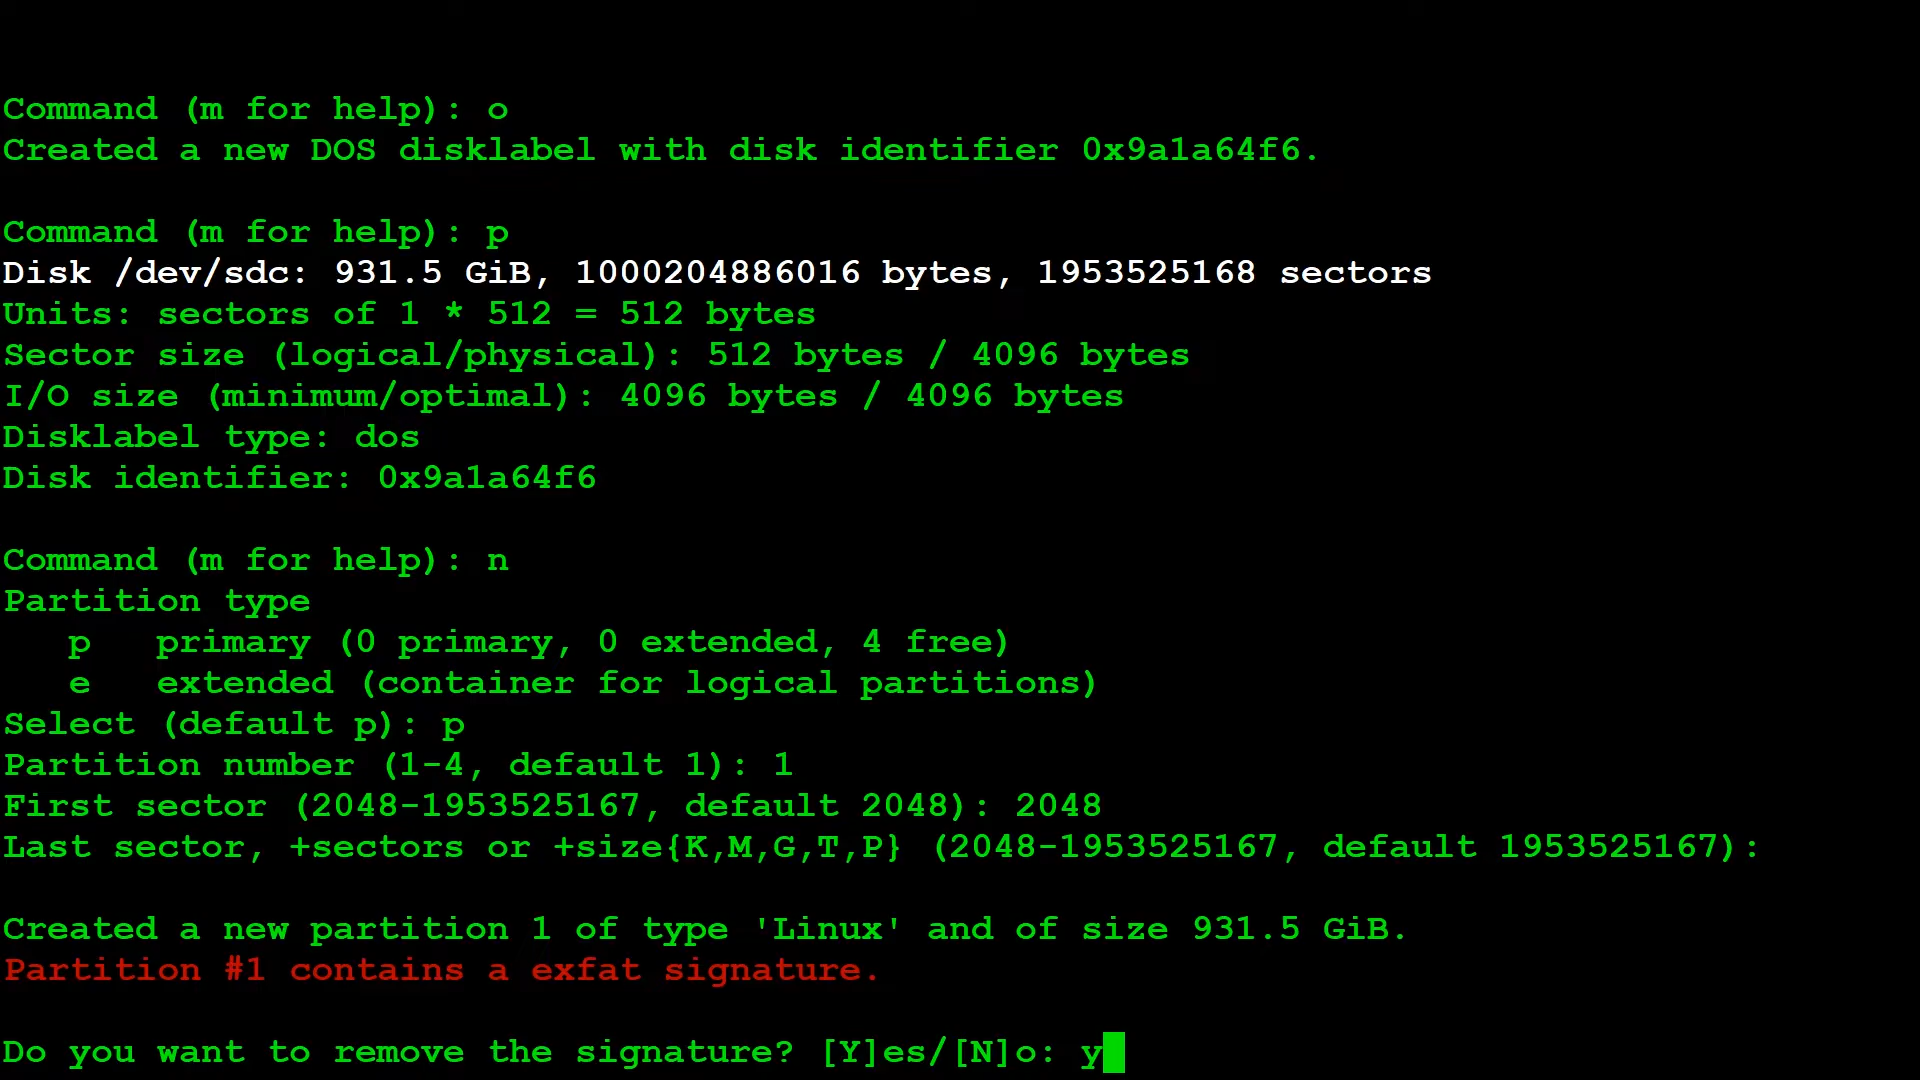 Command (m for help): o
Created a new DOS disklabel with disk identifier 0x9a1a64f6.
Command (m for help): p
Disk /dev/sdc: 931.5 GiB, 1000204886016 bytes, 1953525168 sectors
Units: sectors of 1 * 512 = 512 bytes
Sector size (logical/physical): 512 bytes / 4096 bytes
I/O size (minimum/optimal): 4096 bytes / 4096 bytes
Disklabel type: dos
Disk identifier: 0x9a1a64f6
Command (m for help): n
Partition type
   p   primary (0 primary, 0 extended, 4 free)
   e   extended (container for logical partitions)
Select (default p): p
Partition number (1-4, default 1): 1
First sector (2048-1953525167, default 2048): 2048
Last sector, +sectors or +size{K,M,G,T,P} (2048-1953525167, default 1953525167):
Created a new partition 1 of type 'Linux' and of size 931.5 GiB.
Partition #1 contains a exfat signature.
Do you want to remove the signature? [Y]es/[N]o: y